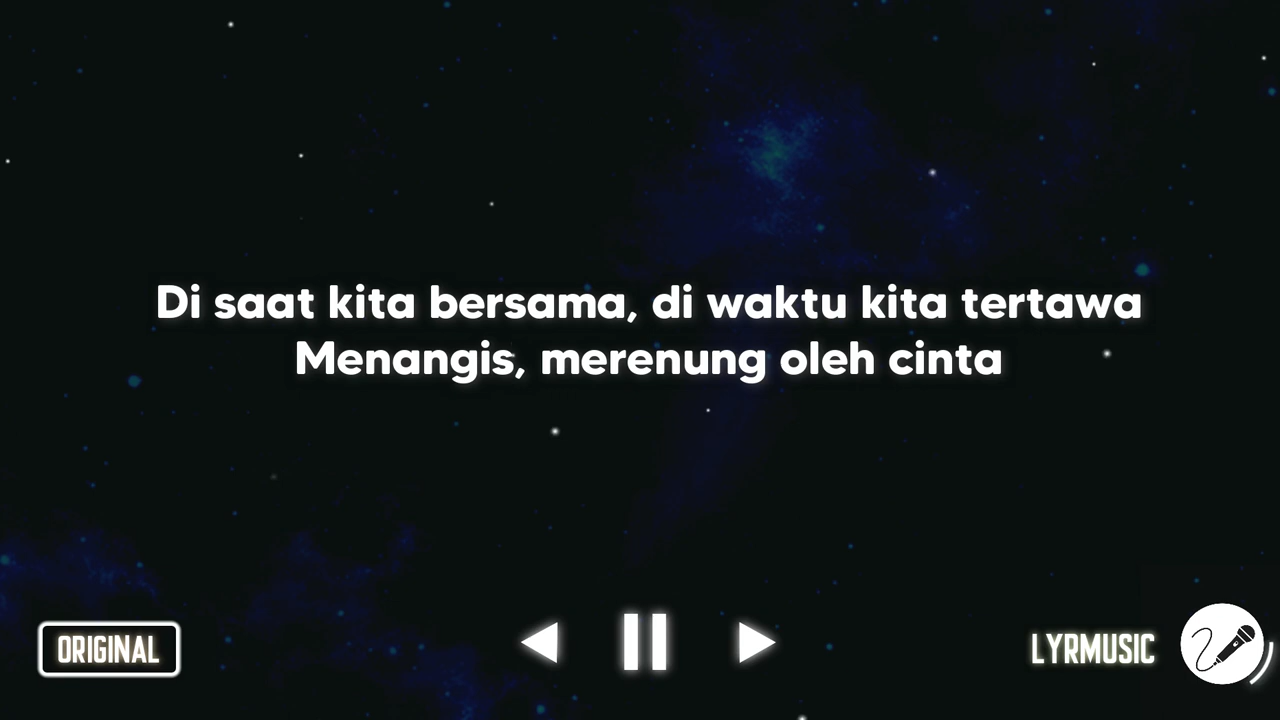 Di saat kita bersama, di waktu kita tertawa
Menangis, merenung oleh cinta
ORIGINAL
LYRMUSIC